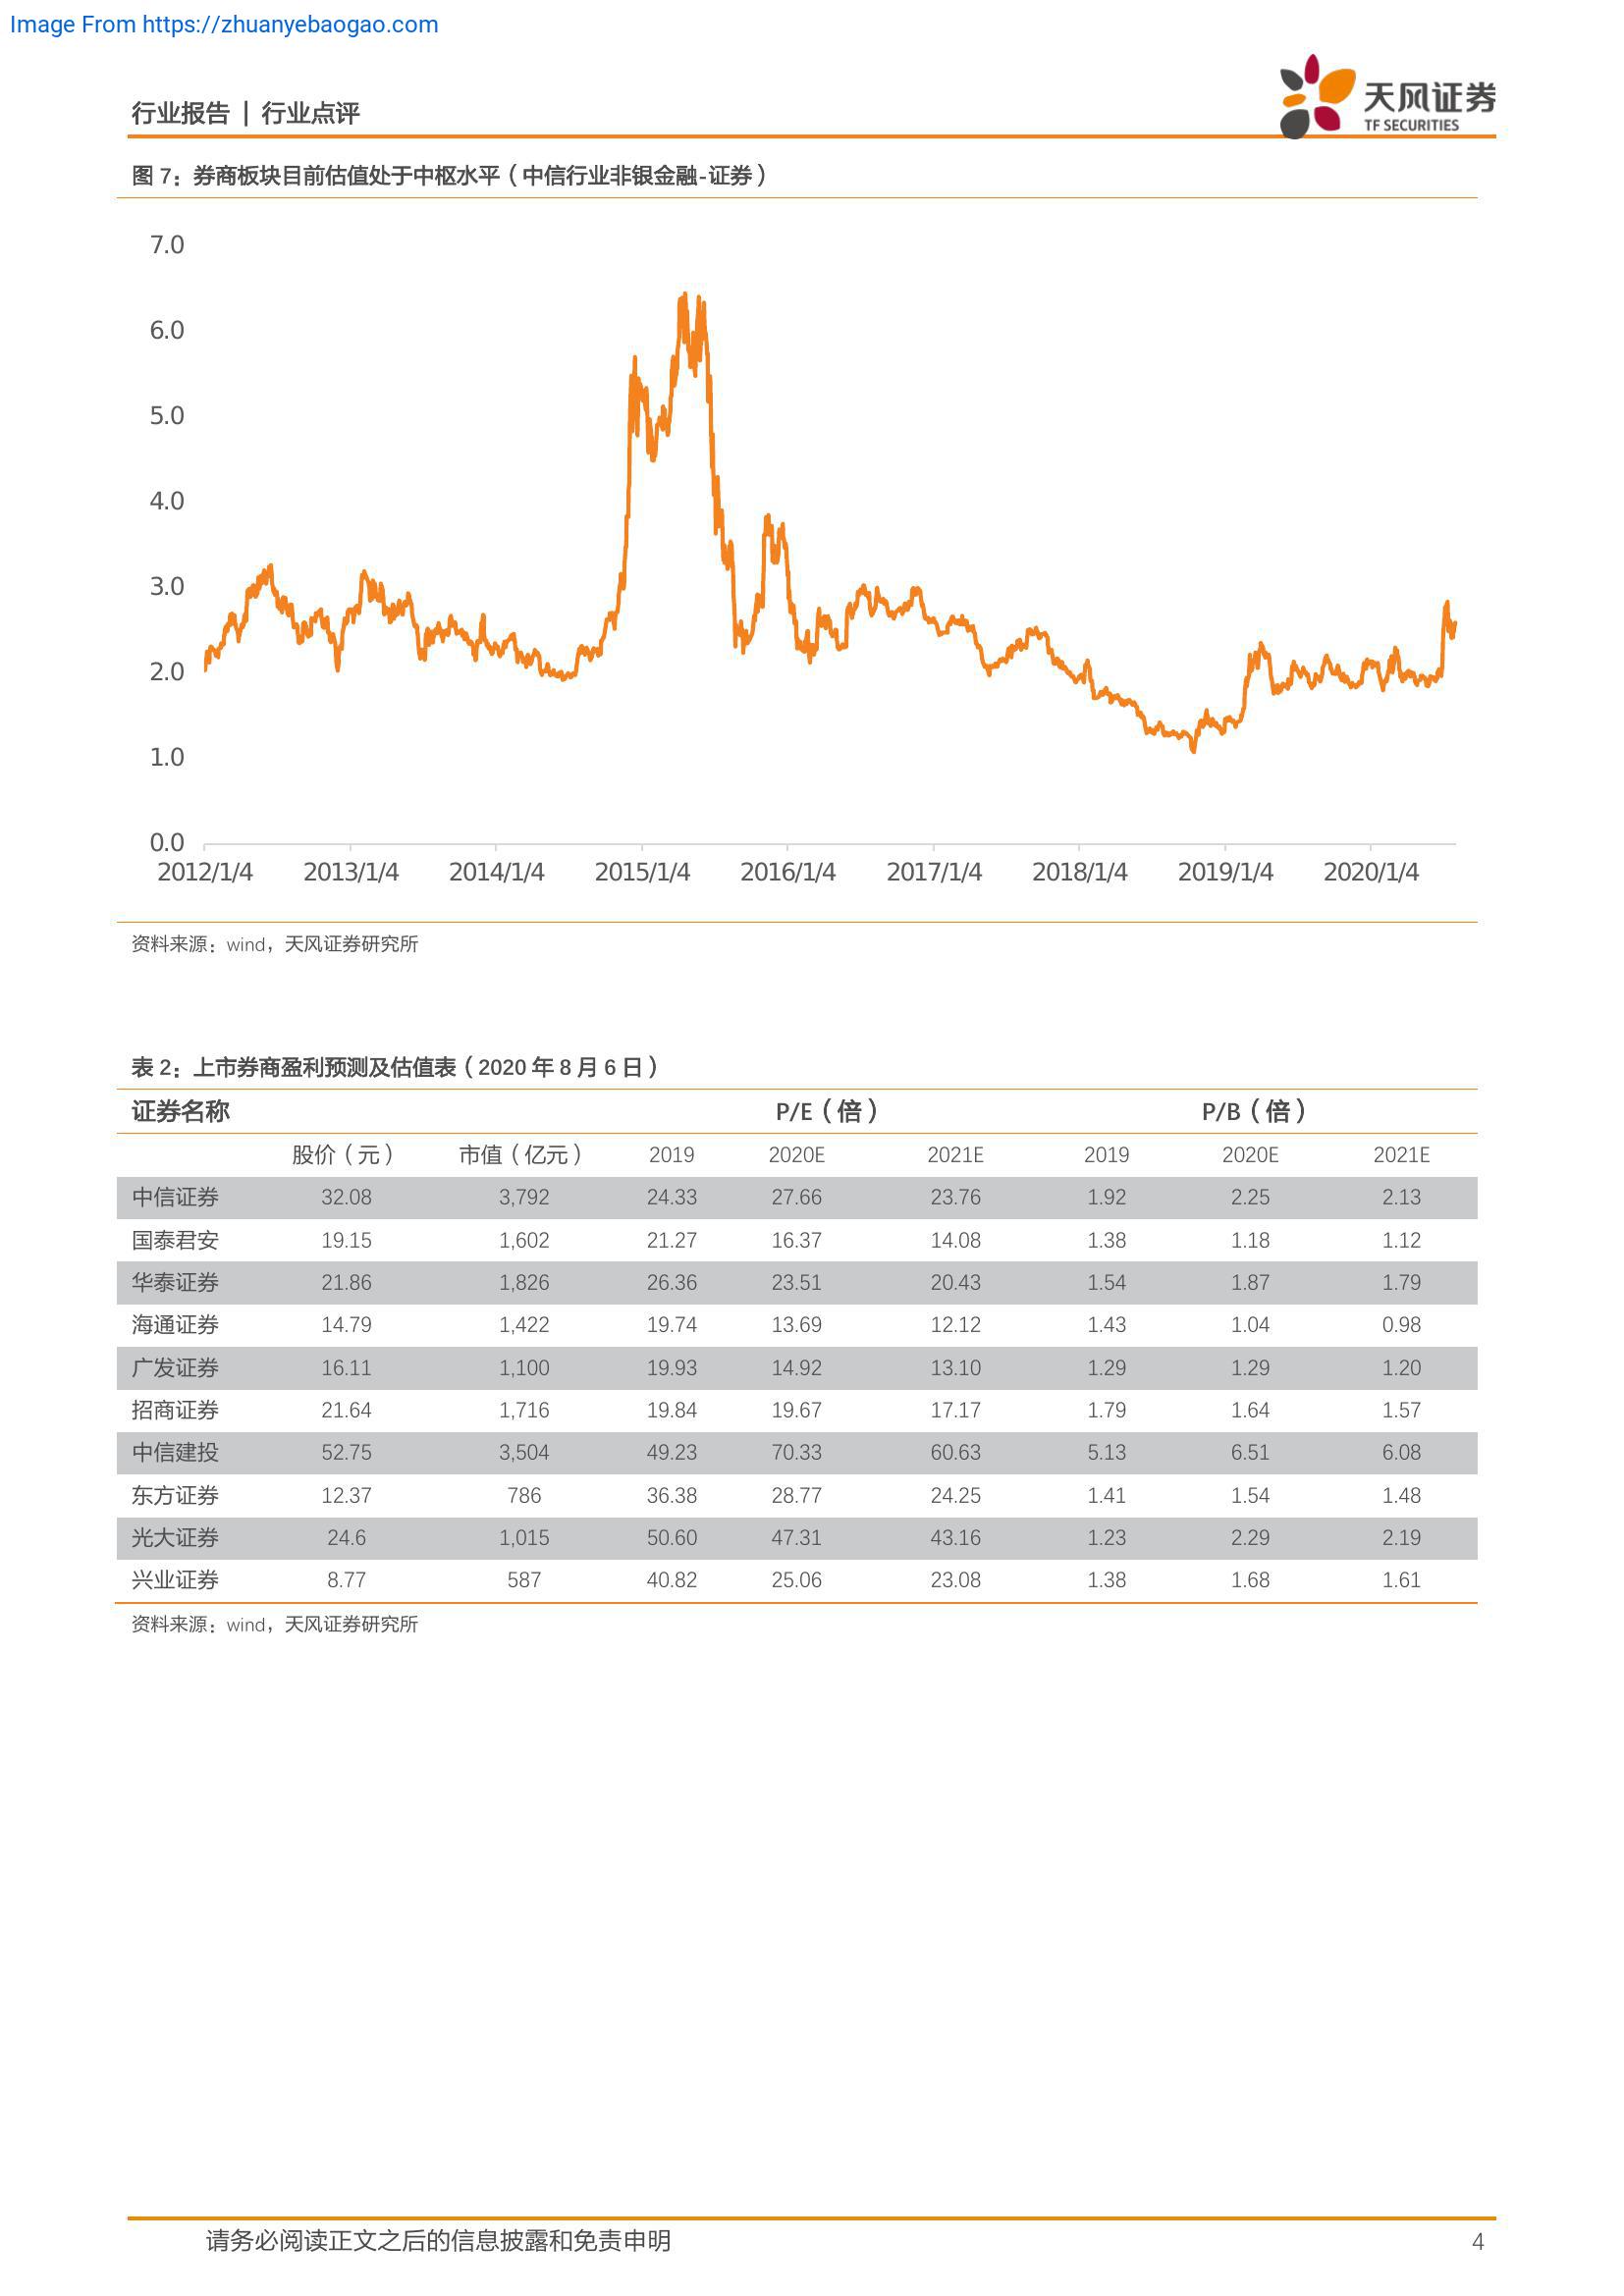 Image From https://zhuanyebaogao.com
行业报告 | 行业点评
天风证券
TF SECURITIES
图 7：券商板块目前估值处于中枢水平（中信行业非银金融-证券）
7.0
6.0
5.0
4.0
3.0
2.0
1.0
0.0
2012/1/4 2013/1/4 2014/1/4 2015/1/4 2016/1/4 2017/1/4 2018/1/4 2019/1/4 2020/1/4
资料来源：wind，天风证券研究所
表 2：上市券商盈利预测及估值表（2020 年 8 月 6 日）
证券名称 P/E（倍） P/B（倍）
股价（元） 市值（亿元） 2019 2020E 2021E 2019 2020E 2021E
中信证券 32.08 3,792 24.33 27.66 23.76 1.92 2.25 2.13
国泰君安 19.15 1,602 21.27 16.37 14.08 1.38 1.18 1.12
华泰证券 21.86 1,826 26.36 23.51 20.43 1.54 1.87 1.79
海通证券 14.79 1,422 19.74 13.69 12.12 1.43 1.04 0.98
广发证券 16.11 1,100 19.93 14.92 13.10 1.29 1.29 1.20
招商证券 21.64 1,716 19.84 19.67 17.17 1.79 1.64 1.57
中信建投 52.75 3,504 49.23 70.33 60.63 5.13 6.51 6.08
东方证券 12.37 786 36.38 28.77 24.25 1.41 1.54 1.48
光大证券 24.6 1,015 50.60 47.31 43.16 1.23 2.29 2.19
兴业证券 8.77 587 40.82 25.06 23.08 1.38 1.68 1.61
资料来源：wind，天风证券研究所
请务必阅读正文之后的信息披露和免责申明 4